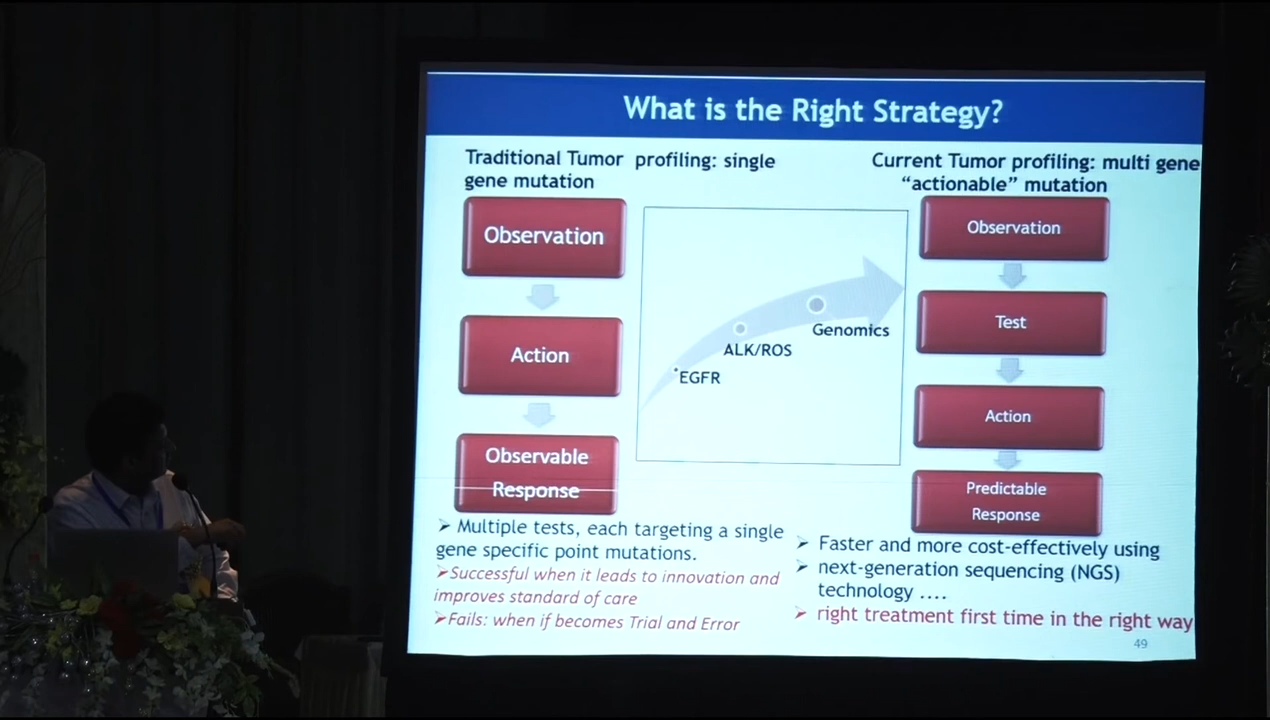 What is the Right Strategy?
Traditional Tumor profiling: single
gene mutation
Observation
Action
Observable
Response
➢ Multiple tests, each targeting a single
gene specific point mutations.
➢Successful when it leads to innovation and
improves standard of care
➢Fails: when if becomes Trial and Error
EGFR
ALK/ROS
Genomics
Current Tumor profiling: multi gene
“actionable” mutation
Observation
Test
Action
Predictable
Response
➢ Faster and more cost-effectively using
➢ next-generation sequencing (NGS)
technology ....
➢ right treatment first time in the right way
49